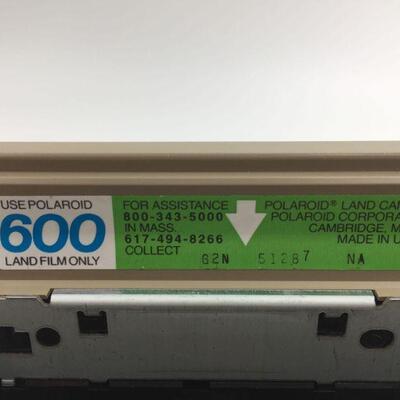 USE POLAROID
600
LAND FILM ONLY
FOR ASSISTANCE
800-343-5000
IN MASS.
617-494-8266
COLLECT
POLAROID® LAND CAM
POLAROID CORPORA
CAMBRIDGE, M
MADE IN U
G2N 51287 NA